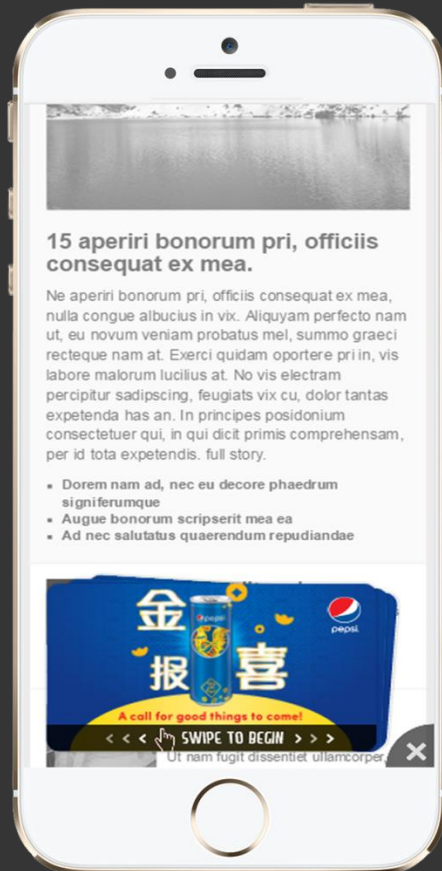 15 aperiri bonorum pri, officiis
consequat ex mea.
Ne aperiri bonorum pri, officiis consequat ex mea,
nulla congue albucius in vix. Aliquyam perfecto nam
ut, eu novum veniam probatus mel, summo graeci
recteque nam at. Exerci quidam oportere pri in, vis
labore malorum lucilius at. No vis electram
percipitur sadipscing, feugiats vix cu, dolor tantas
expetenda has an. In principes posidonium
consectetuer qui, in qui dicit primis comprehensam,
per id tota expetendis. full story.
Dorem nam ad, nec eu decore phaedrum
signiferumque
Augue bonorum scripserit mea ea
Ad nec salutatus quaerendum repudiandae
金
pepsi
报
喜
pepsi
A call for good things to come!
< < < SWIPE TO BEGIN > > >
Ut nam fugit dissentiet ullamcorper,